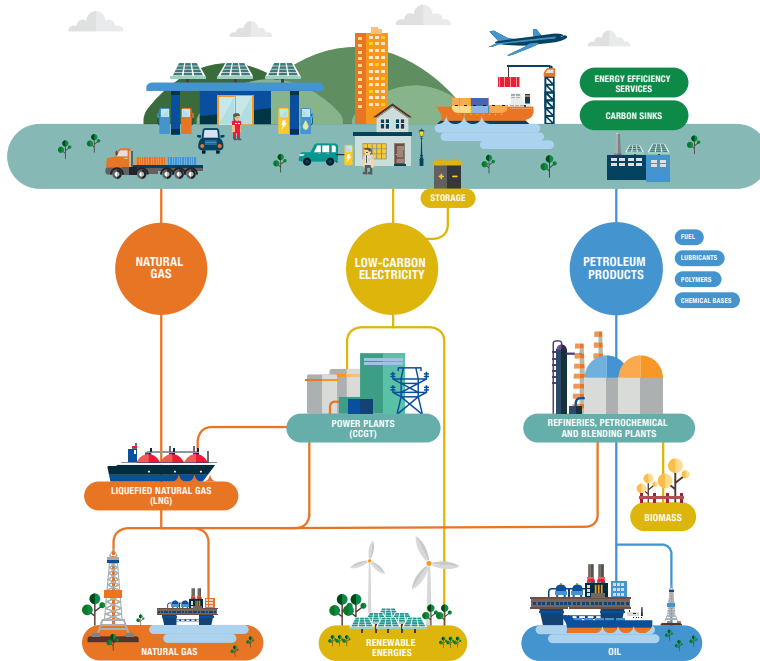 ENERGY EFFICIENCY
SERVICES
CARBON SINKS
STORAGE
NATURAL
GAS
LOW-CARBON
ELECTRICITY
PETROLEUM
PRODUCTS
FUEL
LUBRICANTS
POLYMERS
CHEMICAL BASES
POWER PLANTS
(CCGT)
REFINERIES, PETROCHEMICAL
AND BLENDING PLANTS
LIQUEFIED NATURAL GAS
(LNG)
BIOMASS
NATURAL GAS
RENEWABLE
ENERGIES
OIL